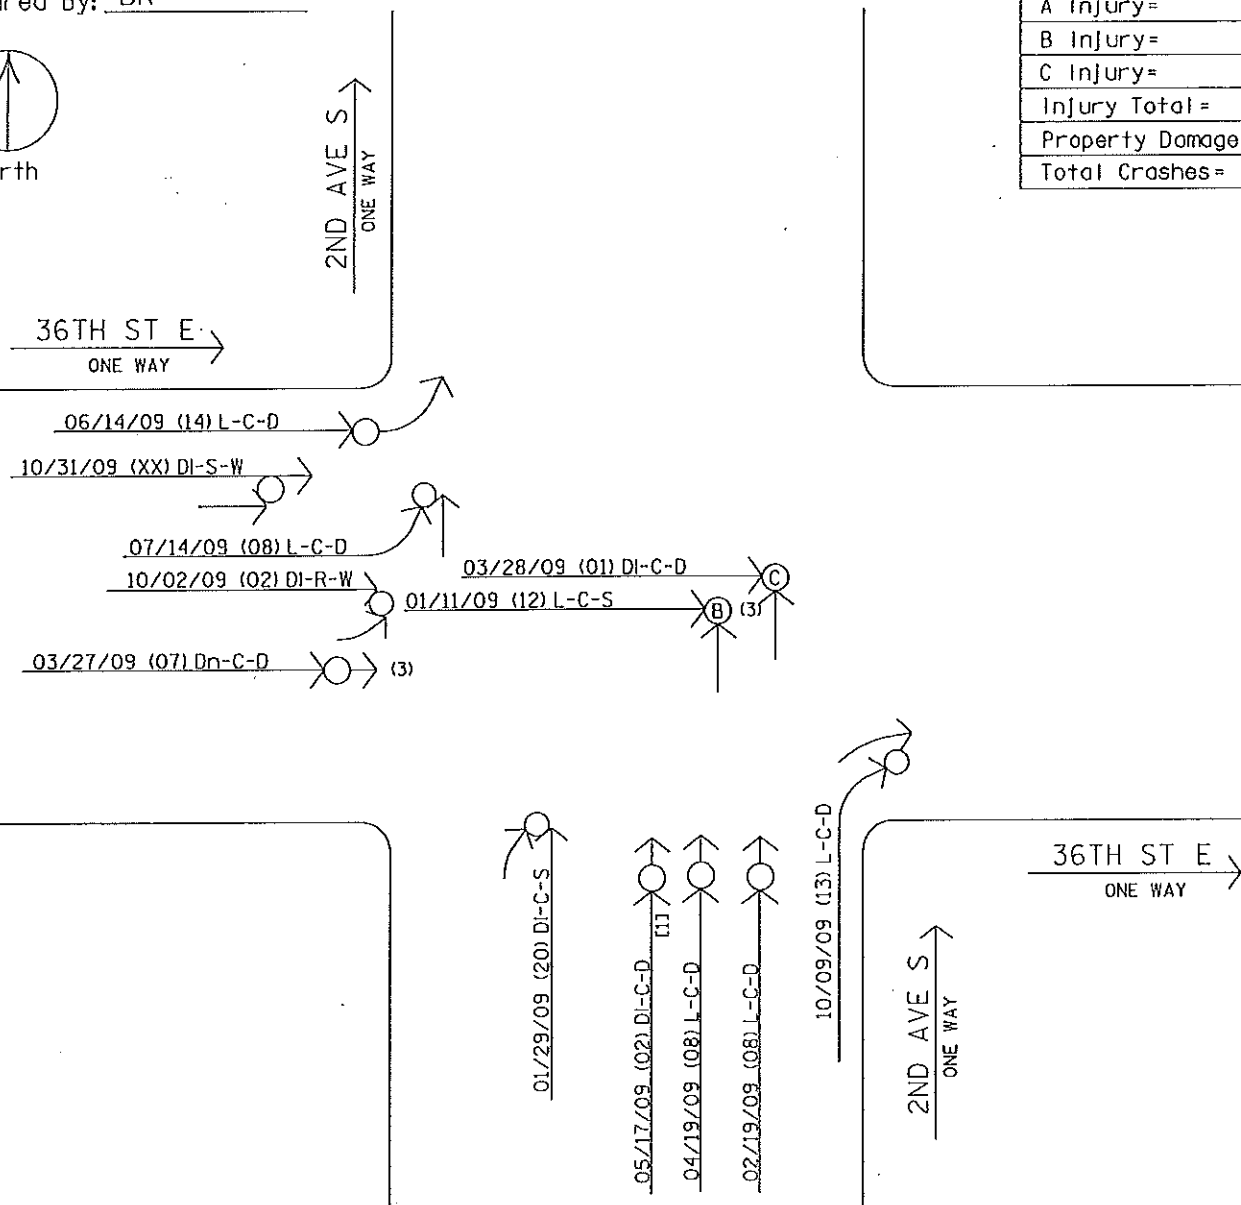 ared by: DR
A Injury=
B Injury=
C Injury=
Injury Total=
Property Damage
Total Crashes=
rth
2ND AVE S
ONE WAY
36TH ST E
ONE WAY
06/14/09 (14) L-C-D
10/31/09 (XX) DI-S-W
07/14/09 (08) L-C-D
10/02/09 (02) DI-R-W
03/28/09 (01) DI-C-D
C
01/11/09 (12) L-C-S
B (3)
03/27/09 (07) Dn-C-D
(3)
01/29/09 (20) DI-C-S
05/17/09 (02) DI-C-D
[1]
04/19/09 (08) L-C-D
02/19/09 (08) L-C-D
10/09/09 (13) L-C-D
36TH ST E
ONE WAY
2ND AVE S
ONE WAY